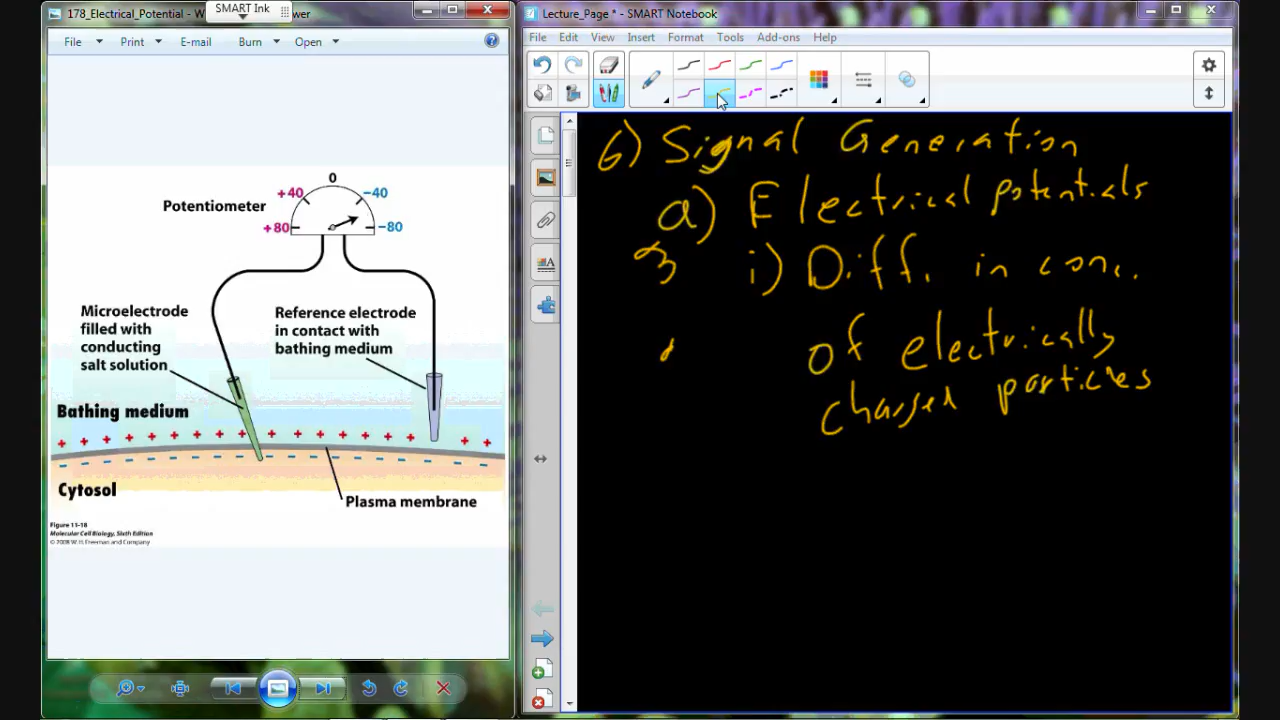 178_Electrical_Potential - W
SMART Ink
wer
File Print E-mail Burn Open
Potentiometer
0
+40
-40
+80
-80
Microelectrode
filled with
conducting
salt solution
Reference electrode
in contact with
bathing medium
Bathing medium
Cytosol
Plasma membrane
Figure 11-18
Molecular Cell Biology, Sixth Edition
© 2008 W.H. Freeman and Company
Lecture_Page * - SMART Notebook
File Edit View Insert Format Tools Add-ons Help
6) Signal Generation
a) Electrical potentials
i) Diff. in conc.
of electrically
charged particles